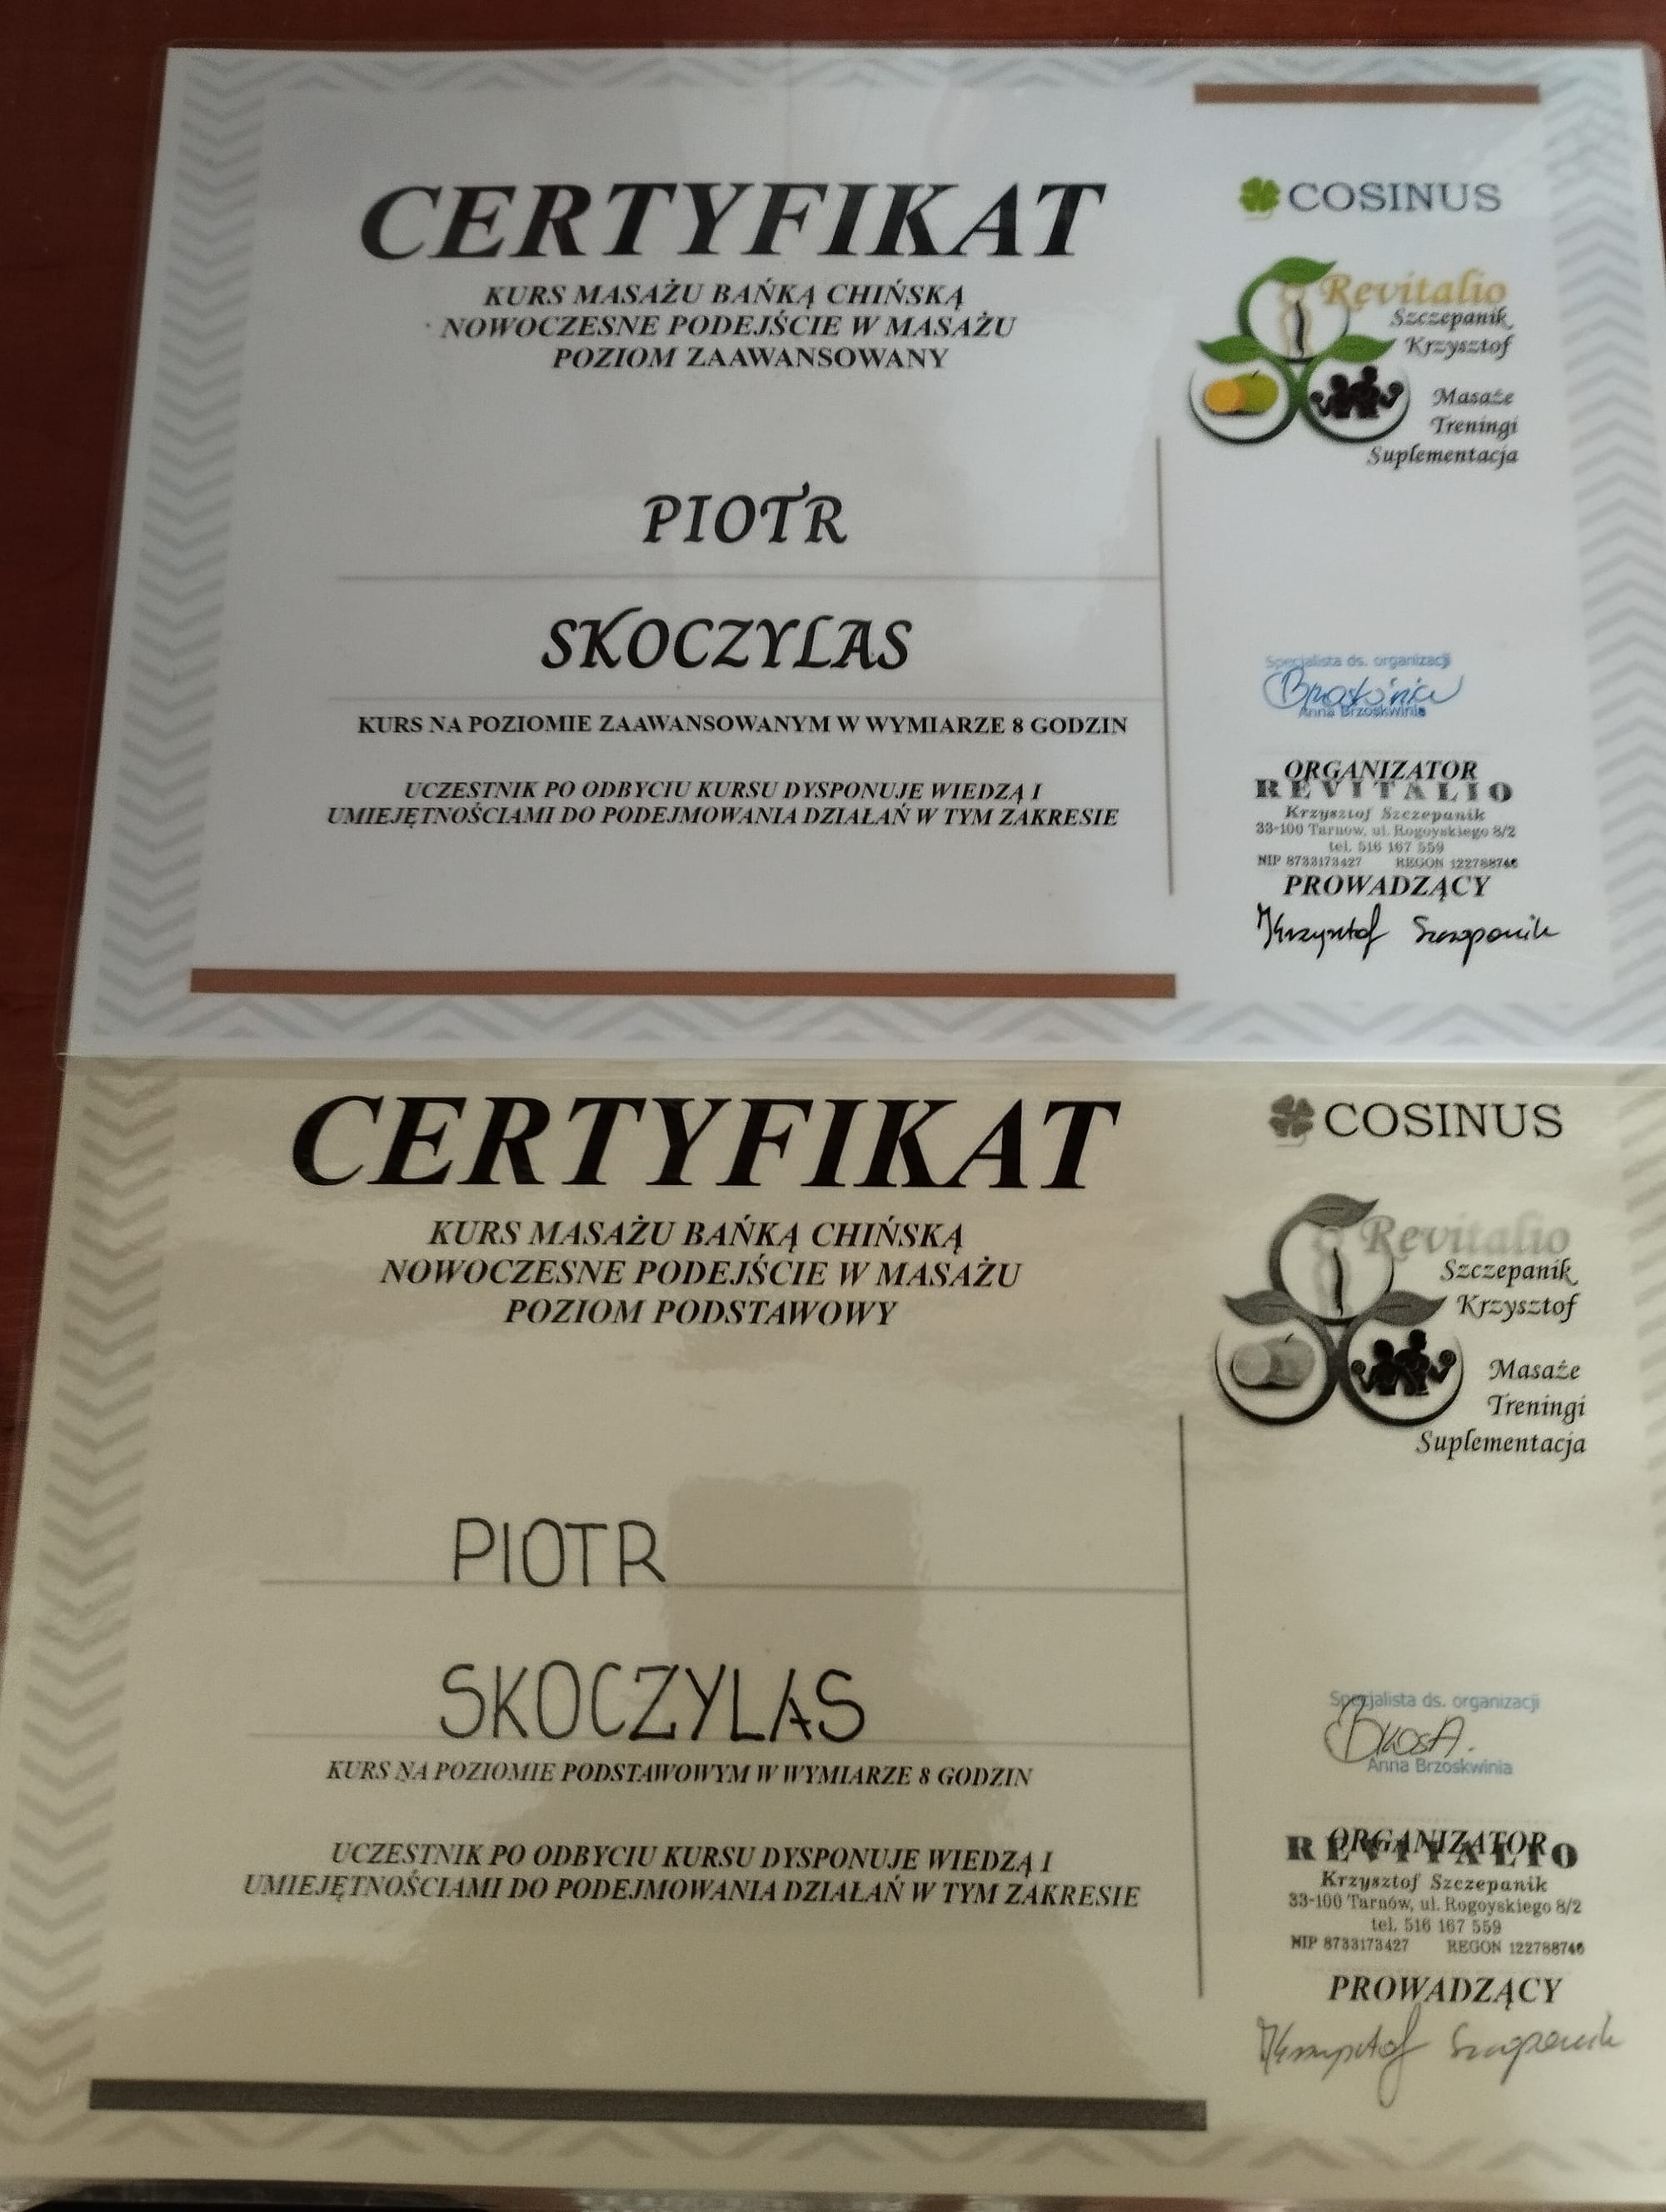 CERTYFIKAT
KURS MASAŻU BAŃKĄ CHIŃSKĄ
NOWOCZESNE PODEJŚCIE W MASAŻU
POZIOM ZAAWANSOWANY
PIOTR
SKOCZYLAS
KURS NA POZIOMIE ZAAWANSOWANYM W WYMIARZE 8 GODZIN
UCZESTNIK PO ODBYCIU KURSU DYSPONUJE WIEDZĄ I
UMIEJĘTNOŚCIAMI DO PODEJMOWANIA DZIAŁAŃ W TYM ZAKRESIE
COSINUS
Revitalio
Szczepanik
Krzysztof
Masaże
Treningi
Suplementacja
Specjalista ds. organizacji
Anna Brzoskwinia
ORGANIZATOR
REVITALIO
Krzysztof Szczepanik
33-100 Tarnów, ul. Rogoyskiego 8/2
tel. 516 167 559
NIP 8733173427 REGON 122788746
PROWADZĄCY
Krzysztof Szczepanik
CERTYFIKAT
KURS MASAŻU BAŃKĄ CHIŃSKĄ
NOWOCZESNE PODEJŚCIE W MASAŻU
POZIOM PODSTAWOWY
PIOTR
SKOCZYLAS
KURS NA POZIOMIE PODSTAWOWYM W WYMIARZE 8 GODZIN
UCZESTNIK PO ODBYCIU KURSU DYSPONUJE WIEDZĄ I
UMIEJĘTNOŚCIAMI DO PODEJMOWANIA DZIAŁAŃ W TYM ZAKRESIE
COSINUS
Revitalio
Szczepanik
Krzysztof
Masaże
Treningi
Suplementacja
Specjalista ds. organizacji
Anna Brzoskwinia
ORGANIZATOR
REVITALIO
Krzysztof Szczepanik
33-100 Tarnów, ul. Rogoyskiego 8/2
tel. 516 167 559
NIP 8733173427 REGON 122788746
PROWADZĄCY
Krzysztof Szczepanik